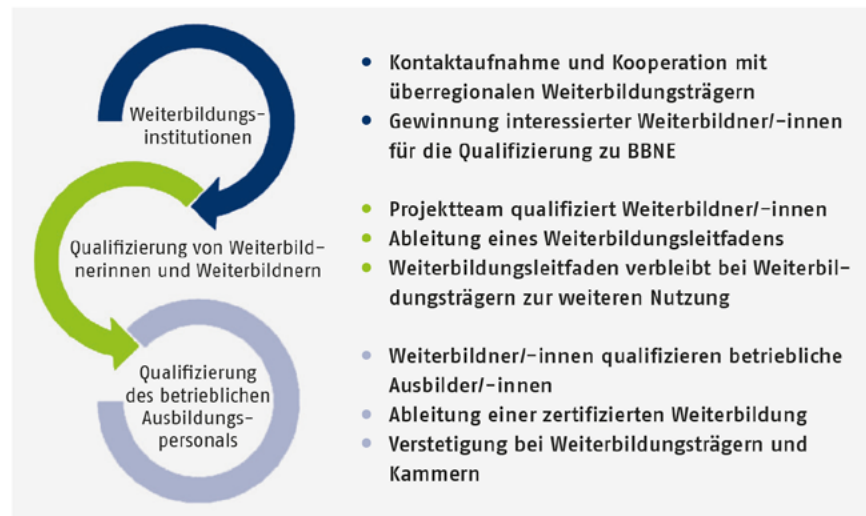 Weiterbildungs-
institutionen
• Kontaktaufnahme und Kooperation mit
überregionalen Weiterbildungsträgern
• Gewinnung interessierter Weiterbildner/-innen
für die Qualifizierung zu BBNE
Qualifizierung von Weiterbild-
nerinnen und Weiterbildnern
• Projektteam qualifiziert Weiterbildner/-innen
• Ableitung eines Weiterbildungsleitfadens
• Weiterbildungsleitfaden verbleibt bei Weiterbil-
dungsträgern zur weiteren Nutzung
Qualifizierung
des betrieblichen
Ausbildungs-
personals
• Weiterbildner/-innen qualifizieren betriebliche
Ausbilder/-innen
• Ableitung einer zertifizierten Weiterbildung
• Verstetigung bei Weiterbildungsträgern und
Kammern